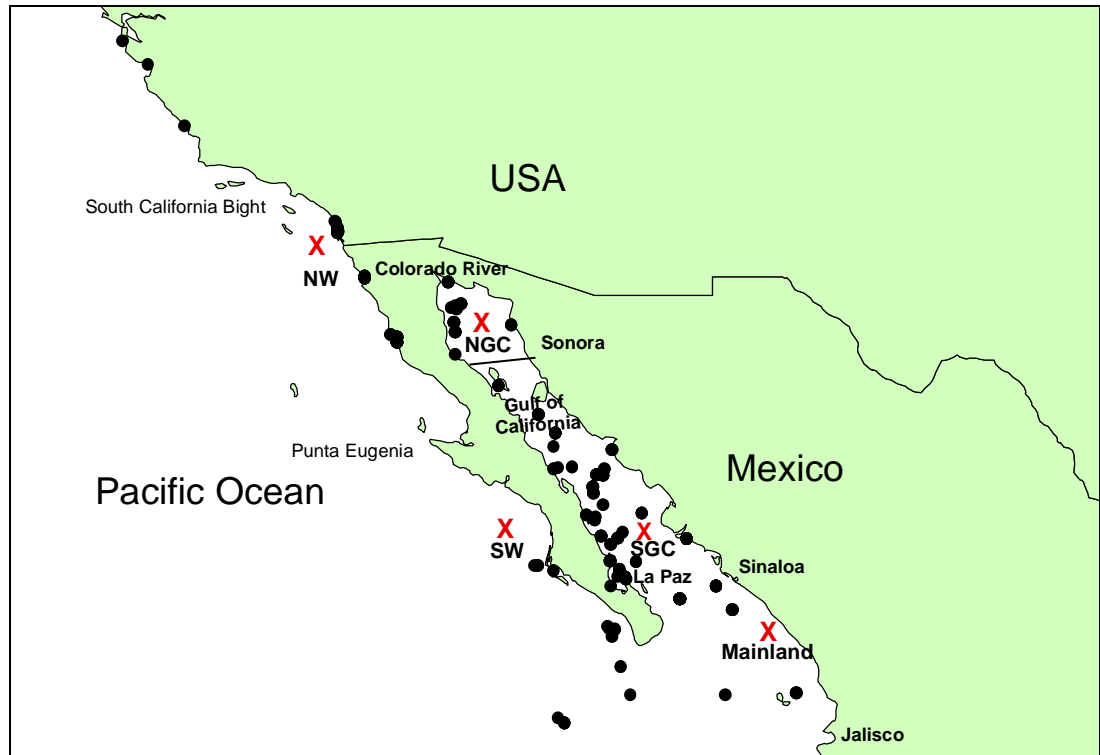 USA
South California Bight
X
NW
Colorado River
X
NGC
Sonora
Gulf of
California
Punta Eugenia
Mexico
Pacific Ocean
X
SW
X
SGC
La Paz
Sinaloa
X
Mainland
Jalisco